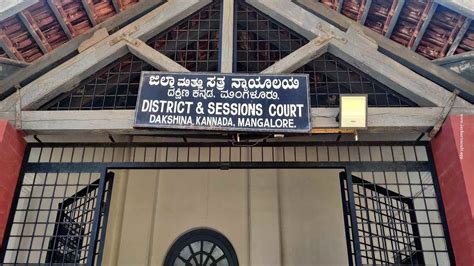 ಜಿಲ್ಲಾ ಮತ್ತು ಸತ್ರ ನ್ಯಾಯಾಲಯ
ದಕ್ಷಿಣ ಕನ್ನಡ, ಮಂಗಳೂರು.
DISTRICT & SESSIONS COURT
DAKSHINA, KANNADA, MANGALORE.